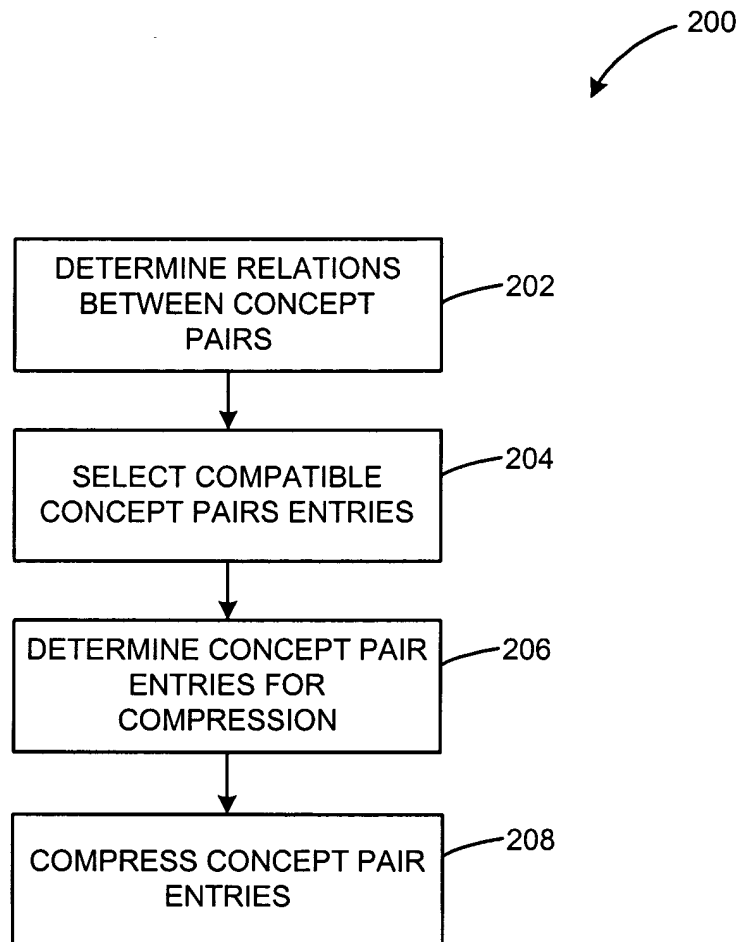 200
DETERMINE RELATIONS
BETWEEN CONCEPT
PAIRS
202
SELECT COMPATIBLE
CONCEPT PAIRS ENTRIES
204
DETERMINE CONCEPT PAIR
ENTRIES FOR
COMPRESSION
206
COMPRESS CONCEPT PAIR
ENTRIES
208